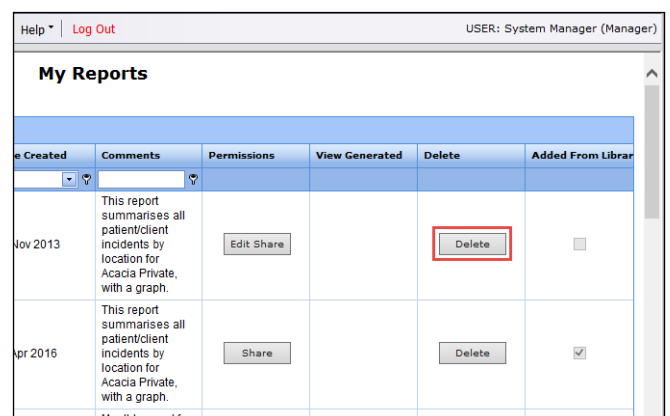 Help Log Out USER: System Manager (Manager)
My Reports
e Created Comments Permissions View Generated Delete Added From Librar
This report
summarises all
patient/client
incidents by
location for
Acacia Private,
with a graph.
Nov 2013 Edit Share Delete
This report
summarises all
patient/client
incidents by
location for
Acacia Private,
with a graph.
Apr 2016 Share Delete